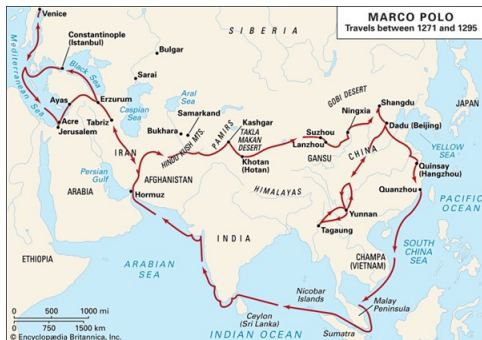 MARCO POLO
Travels between 1271 and 1295
Venice
Constantinople
(Istanbul)
Mediterranean Sea
Black Sea
Bulgar
Sarai
SIBERIA
Ayas
Erzurum
Caspian
Sea
Aral
Sea
Samarkand
Bukhara
Acre
Jerusalem
Tabriz
IRAN
HINDU KUSH MTS.
PAMIRS
Kashgar
TAKLA
MAKAN
DESERT
Khotan
(Hotan)
Suzhou
Lanzhou
GANSU
Ningxia
GOBI DESERT
Shangdu
Dadu (Beijing)
JAPAN
YELLOW
SEA
CHINA
Quinsay
(Hangzhou)
Quanzhou
PACIFIC
OCEAN
Persian
Gulf
ARABIA
AFGHANISTAN
Hormuz
HIMALAYAS
Yunnan
Tagaung
INDIA
ETHIOPIA
ARABIAN
SEA
CHAMPA
(VIETNAM)
SOUTH
CHINA
SEA
Nicobar
Islands
Malay
Peninsula
Ceylon
(Sri Lanka)
Sumatra
INDIAN OCEAN
0 500 1000 mi
0 750 1500 km
© Encyclopædia Britannica, Inc.